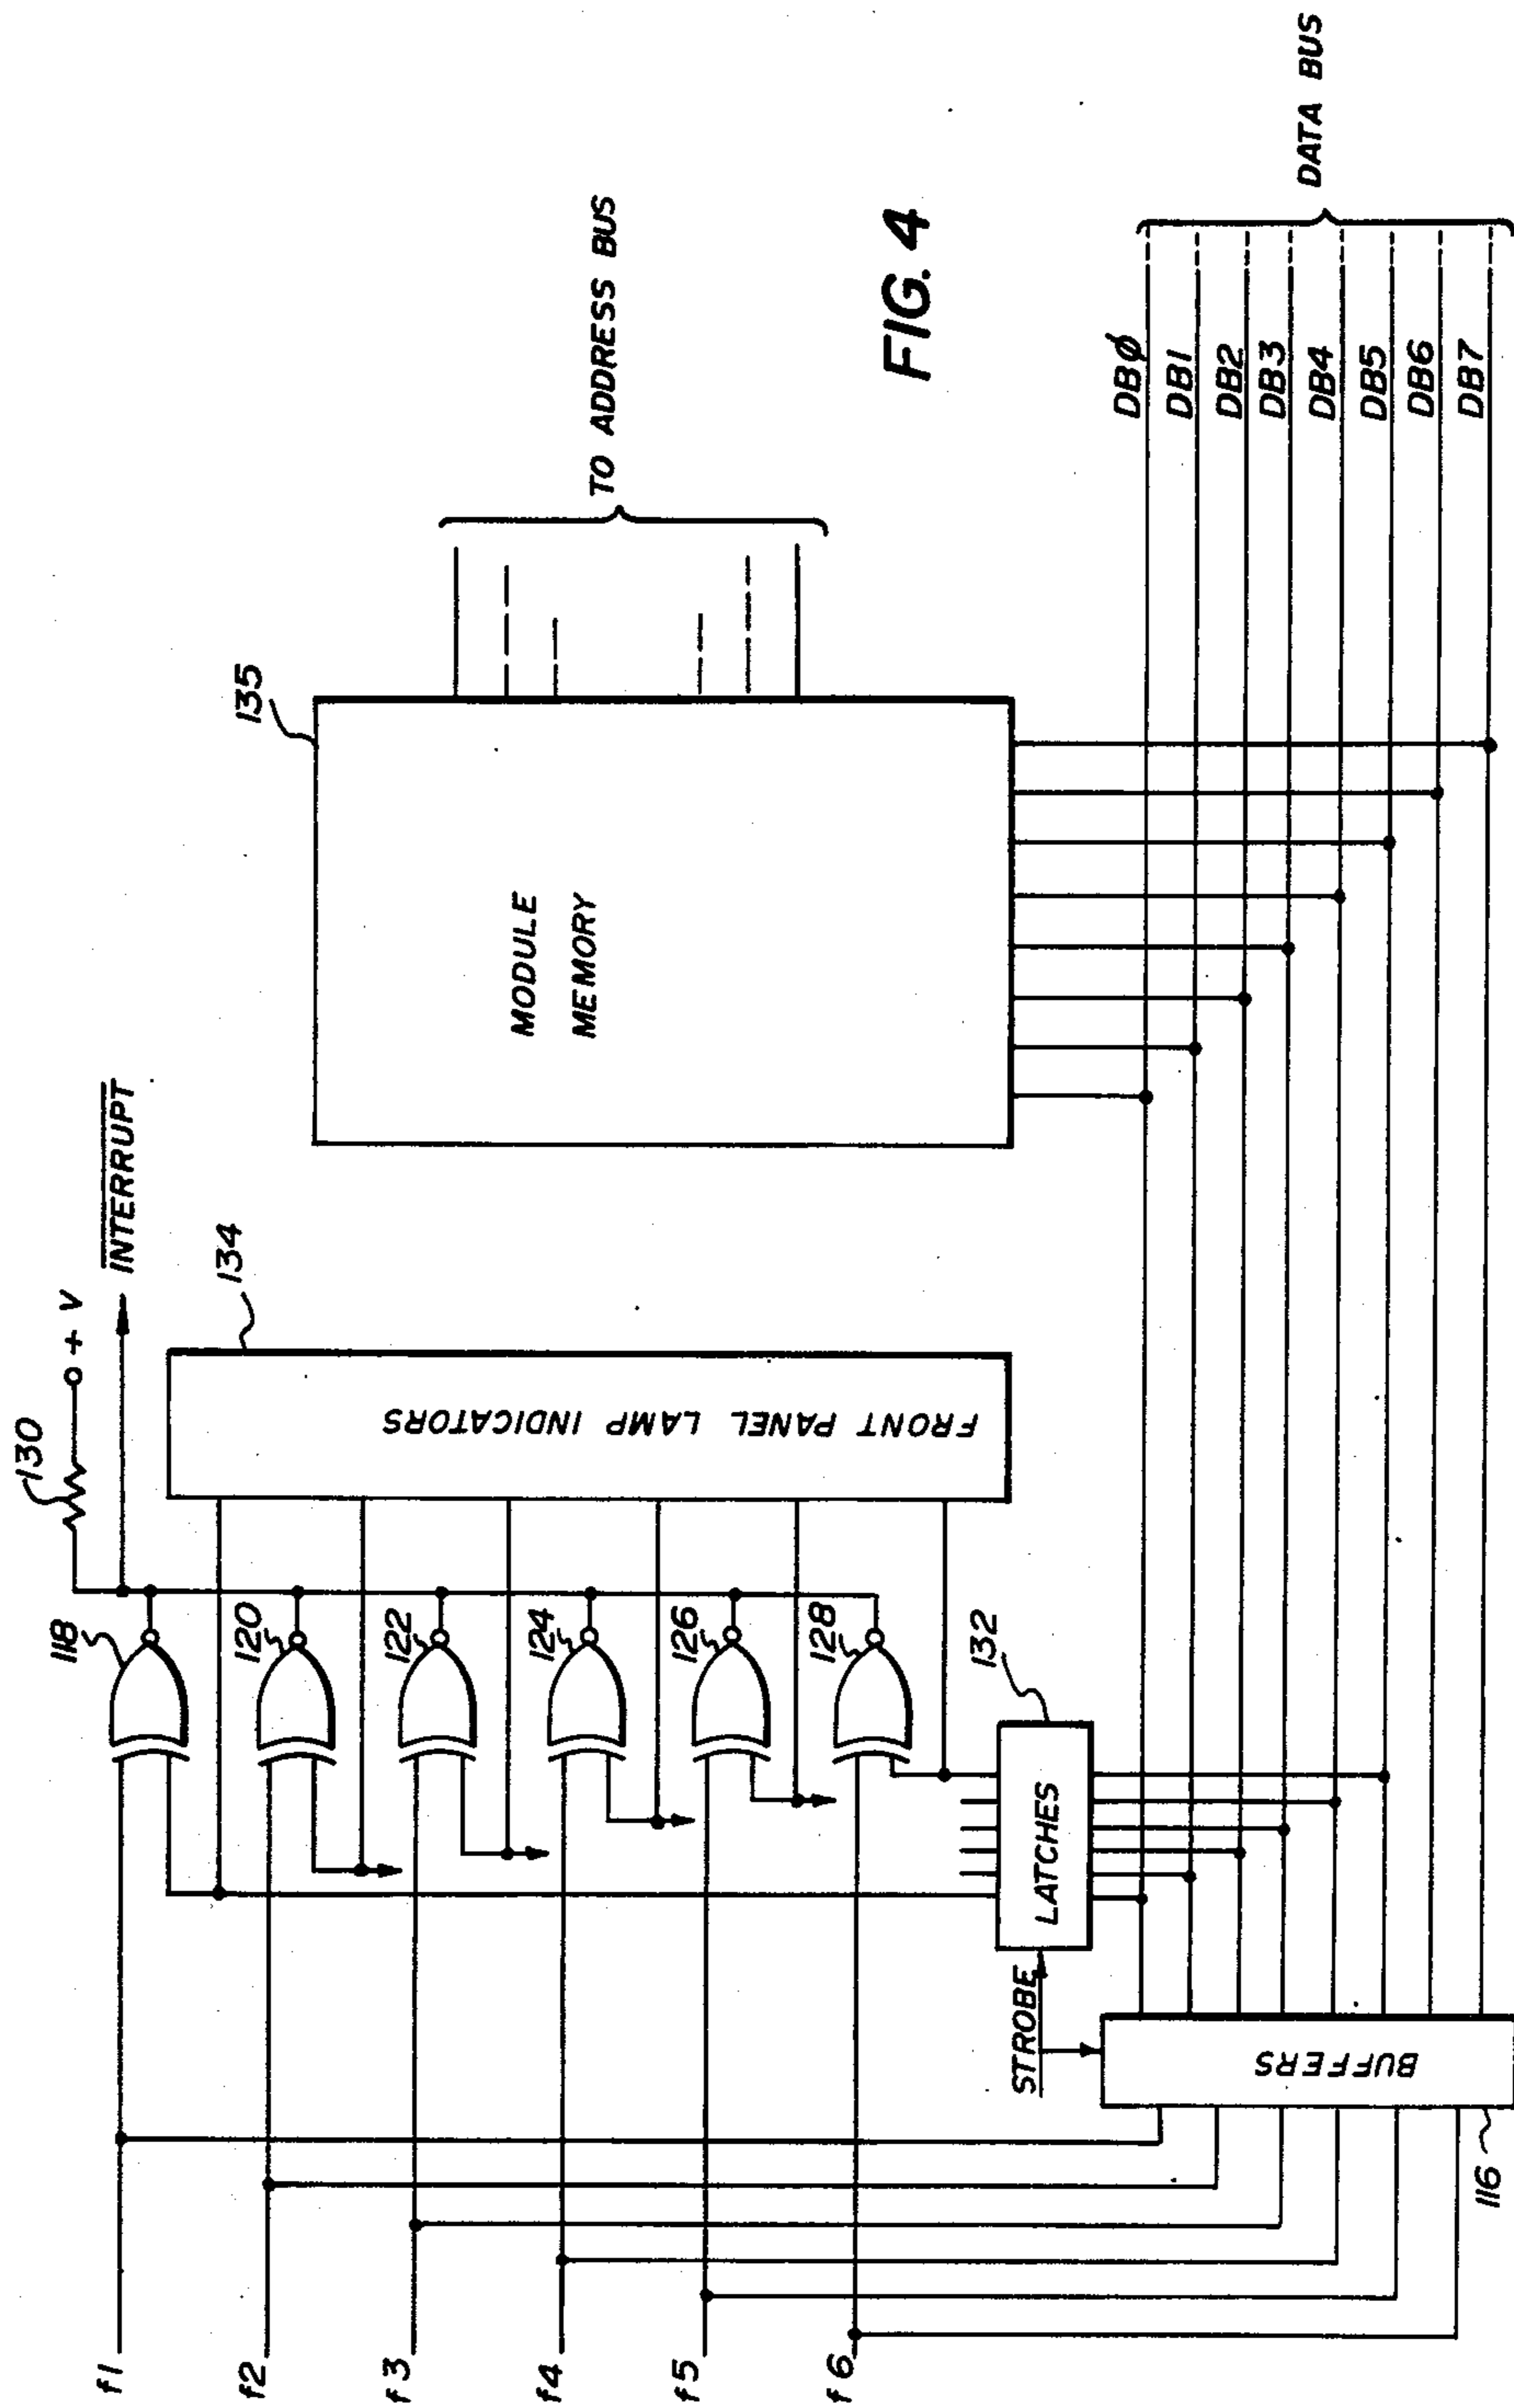 130
+ V
INTERRUPT
118
120
122
124
126
128
134
FRONT PANEL LAMP INDICATORS
135
MODULE
MEMORY
TO ADDRESS BUS
FIG. 4
f1
f2
f3
f4
f5
f6
132
LATCHES
STROBE
BUFFERS
116
DBϕ
DB1
DB2
DB3
DB4
DB5
DB6
DB7
DATA BUS